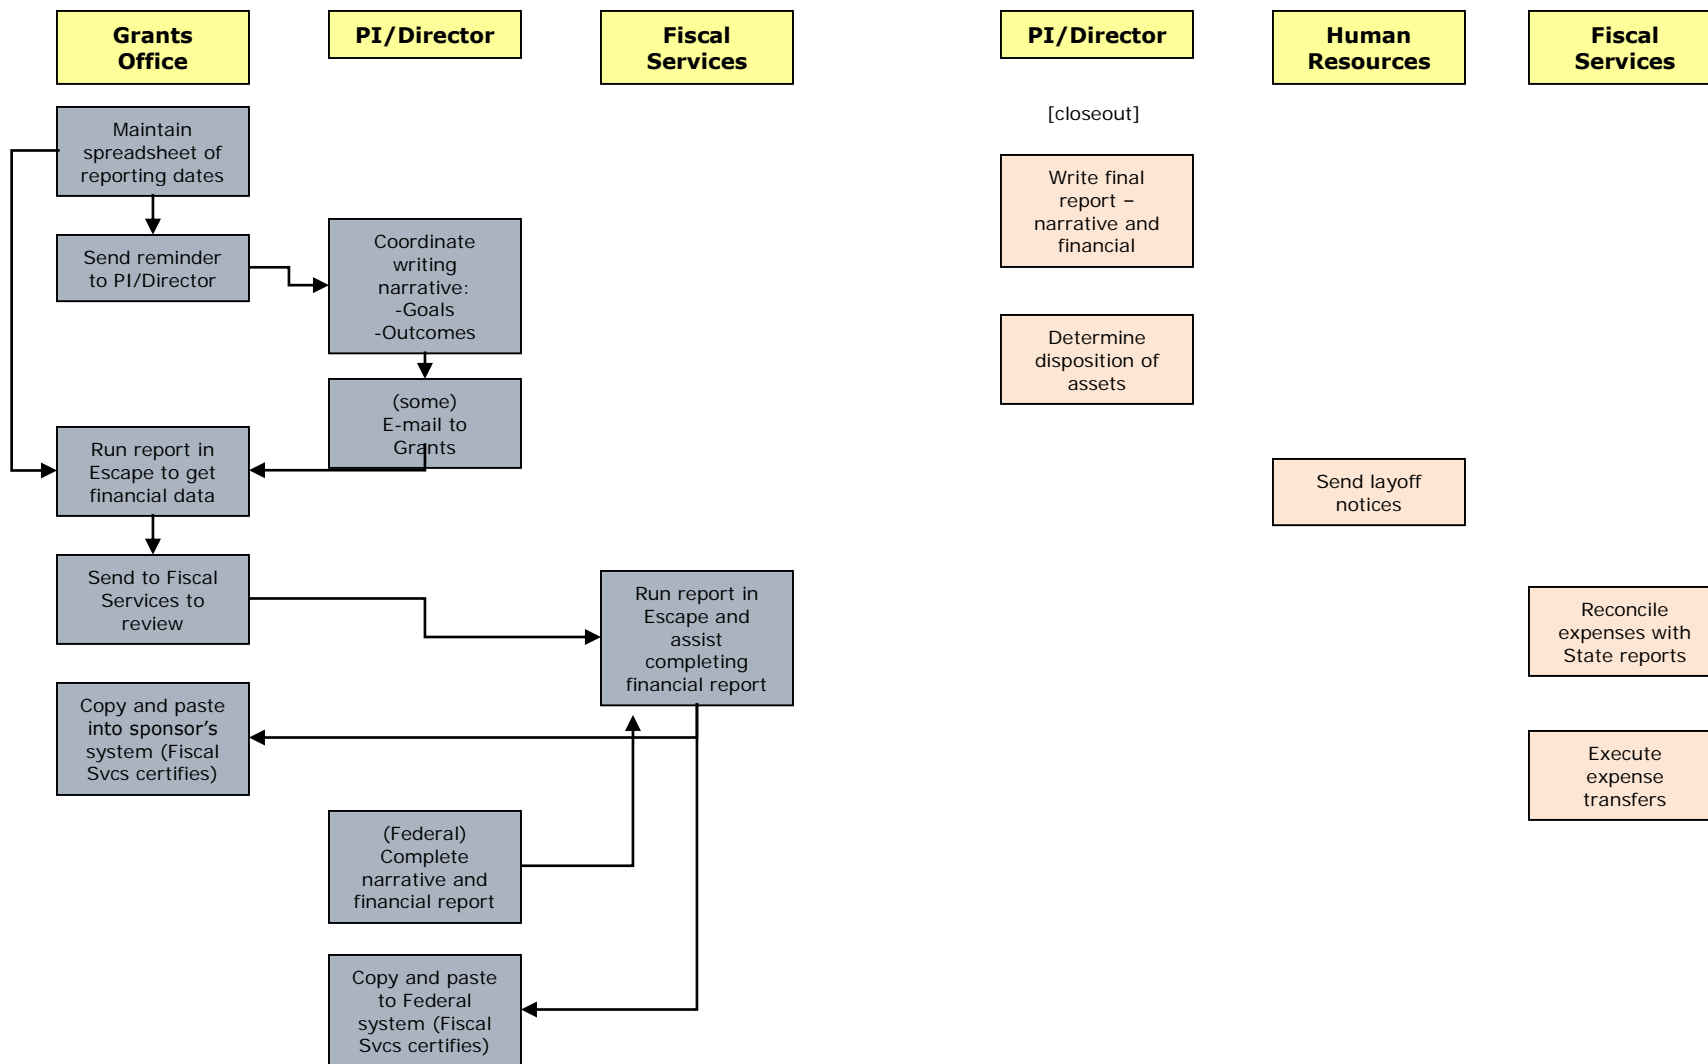 Grants
Office
PI/Director
Fiscal
Services
PI/Director
Human
Resources
Fiscal
Services
Maintain
spreadsheet of
reporting dates
Send reminder
to PI/Director
Coordinate
writing
narrative:
-Goals
-Outcomes
(some)
E-mail to
Grants
Run report in
Escape to get
financial data
Send to Fiscal
Services to
review
Run report in
Escape and
assist
completing
financial report
Copy and paste
into sponsor’s
system (Fiscal
Svcs certifies)
(Federal)
Complete
narrative and
financial report
Copy and paste
to Federal
system (Fiscal
Svcs certifies)
[closeout]
Write final
report –
narrative and
financial
Determine
disposition of
assets
Send layoff
notices
Reconcile
expenses with
State reports
Execute
expense
transfers